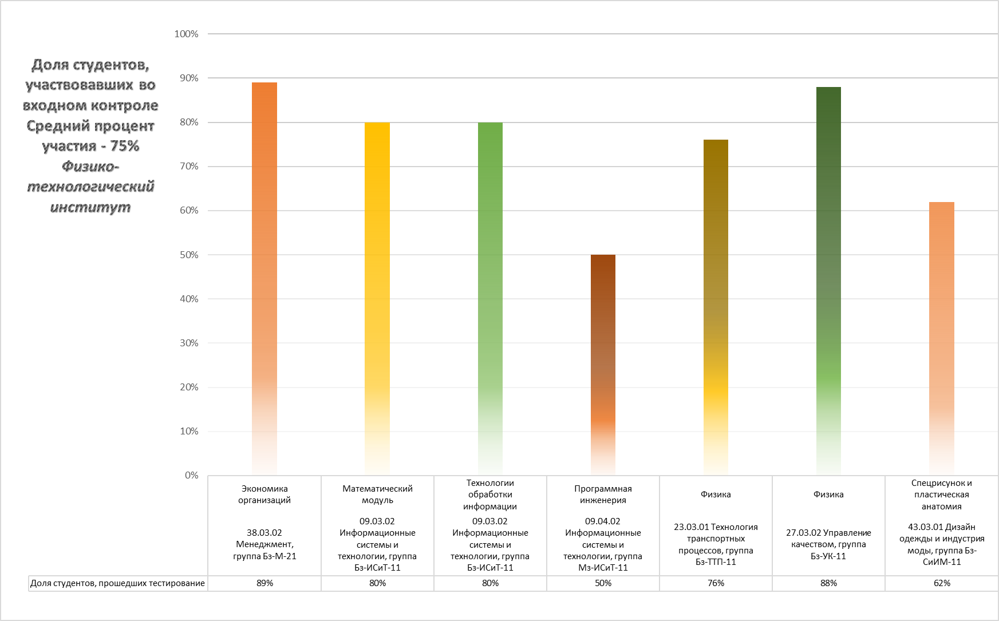 Доля студентов,
участвовавших во
входном контроле
Средний процент
участия - 75%
Физико-
технологический
институт
100%
90%
80%
70%
60%
50%
40%
30%
20%
10%
0%
Экономика
организаций
38.03.02
Менеджмент,
группа Бз-М-21
Математический
модуль
09.03.02
Информационные
системы и
технологии, группа
Бз-ИСиТ-11
Технологии
обработки
информации
09.03.02
Информационные
системы и
технологии, группа
Бз-ИСиТ-11
Программная
инженерия
09.04.02
Информационные
системы и
технологии, группа
Мз-ИСиТ-11
Физика
23.03.01 Технология
транспортных
процессов, группа
Бз-ТТП-11
Физика
27.03.02 Управление
качеством, группа
Бз-УК-11
Спецрисунок и
пластическая
анатомия
43.03.01 Дизайн
одежды и индустрия
моды, группа Бз-
СиИМ-11
Доля студентов, прошедших тестирование 89% 80% 80% 50% 76% 88% 62%